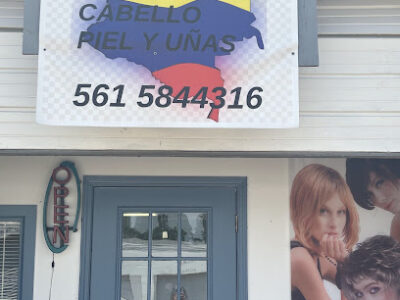 CABELLO
PIEL Y UÑAS
561 5844316
OPEN